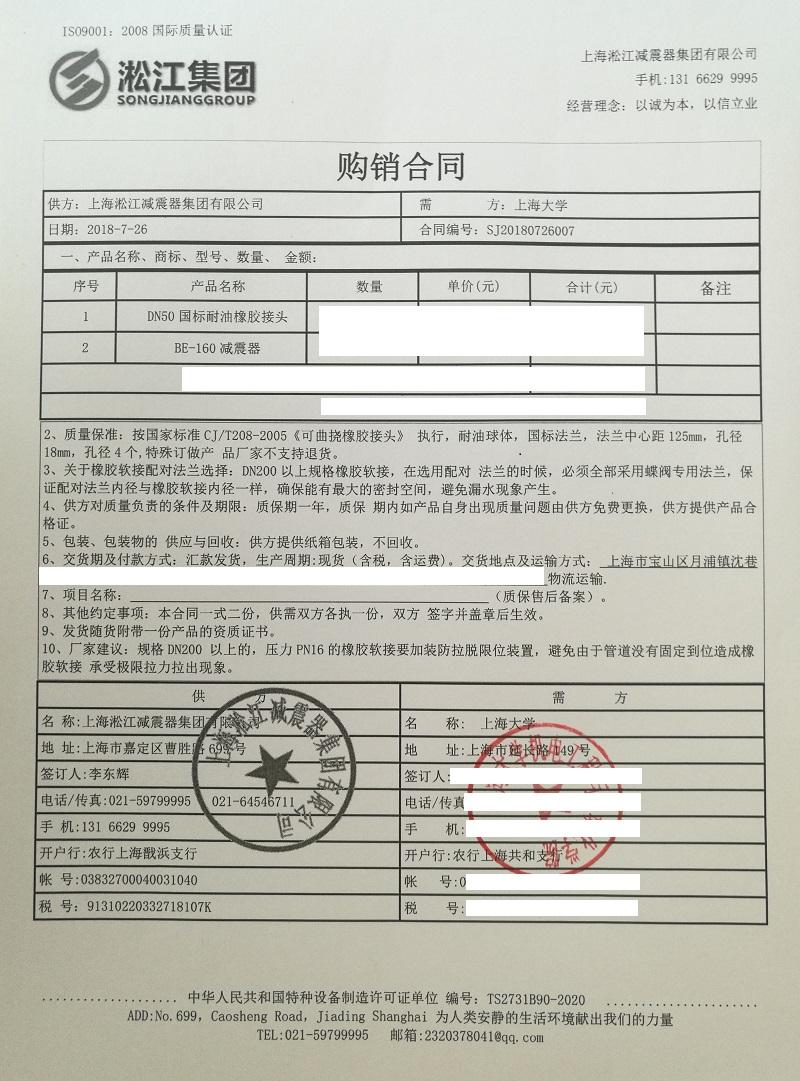 ISO9001：2008 国际质量认证
淞江集团
SONGJIANGGROUP
上海淞江减震器集团有限公司
手机:131 6629 9995
经营理念：以诚为本，以信立业
购销合同
供方：上海淞江减震器集团有限公司 需 方：上海大学
日期：2018-7-26 合同编号：SJ20180726007
一、产品名称、商标、型号、数量、 金额：
序号 产品名称 数量 单价(元) 合计(元) 备注
1 DN50 国标耐油橡胶接头
2 BE-160 减震器
2、质量保准：按国家标准 CJ/T208-2005《可曲挠橡胶接头》 执行，耐油球体，国标法兰，法兰中心距 125mm，孔径
18mm，孔径 4 个,特殊订做产 品厂家不支持退货。
3、关于橡胶软接配对法兰选择：DN200 以上规格橡胶软接，在选用配对 法兰的时候，必须全部采用蝶阀专用法兰，保
证配对法兰内径与橡胶软接内径一样，确保能有最大的密封空间，避免漏水现象产生。
4、供方对质量负责的条件及期限：质保期一年，质保 期内如产品自身出现质量问题由供方免费更换，供方提供产品合
格证。
5、包装、包装物的 供应与回收：供方提供纸箱包装，不回收。
6、交货期及付款方式：汇款发货，生产周期:现货（含税，含运费）。交货地点及运输方式： 上海市宝山区月浦镇沈巷
物流运输.
7、项目名称：（质保售后备案）。
8、其他约定事项：本合同一式二份，供需双方各执一份，双方 签字并盖章后生效。
9、发货随货附带一份产品的资质证书。
10、厂家建议：规格 DN200 以上的，压力 PN16 的橡胶软接要加装防拉脱限位装置，避免由于管道没有固定到位造成橡
胶软接 承受极限拉力拉出现象。
供 方 需 方
名 称:上海淞江减震器集团有限公司 名 称： 上海大学
地 址:上海市嘉定区曹胜路 699 号 地 址:上海市延长路 149 号
签订人:李东辉 签订人:
电话/传真:021-59799995 021-64546711 电话/传真
手 机:131 6629 9995 手 机:
开户行:农行上海戬浜支行 开户行:农行上海共和支行
帐 号:03832700040031040 帐 号:0
税 号：91310220332718107K 税 号:
上海淞江减震器集团有限公司
中华人民共和国特种设备制造许可证单位 编号：TS2731B90-2020
ADD:No.699, Caosheng Road, Jiading Shanghai 为人类安静的生活环境献出我们的力量
TEL:021-59799995 邮箱:2320378041@qq.com